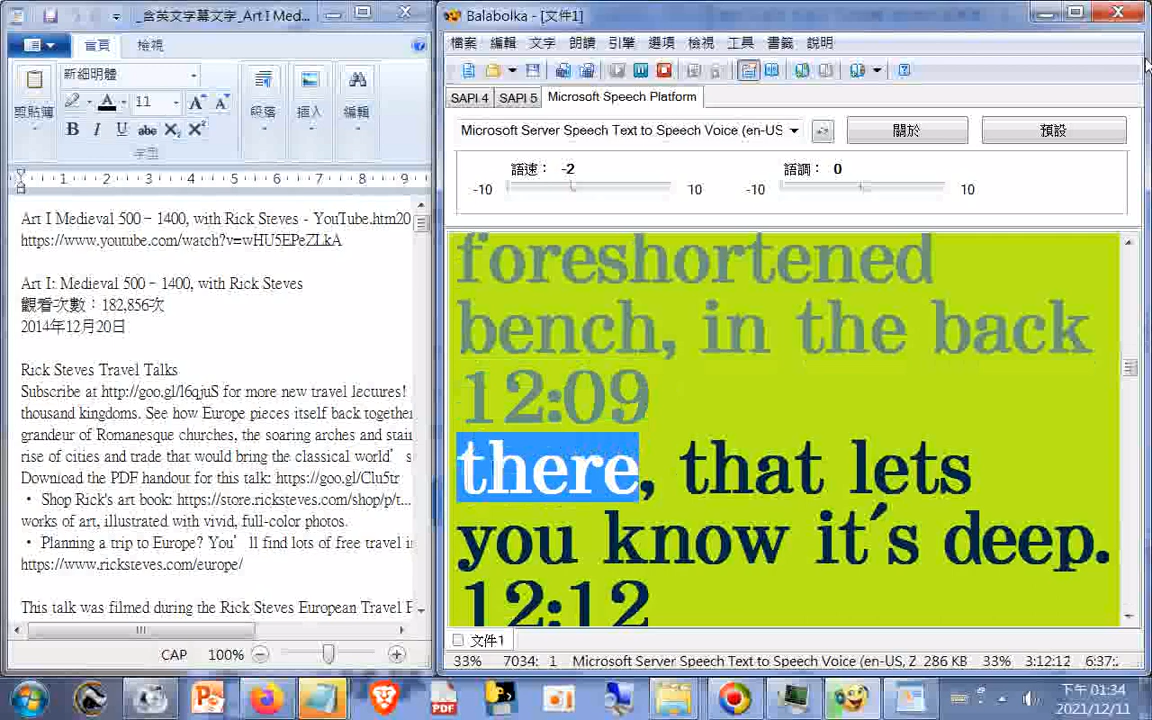 _含英文字幕文字_Art I Med...
首頁
檢視
新細明體
11
剪貼簿
段落
插入
編輯
字型
1 2 3 4 5 6 7 8 9
Art I Medieval 500 – 1400, with Rick Steves - YouTube.htm20
https://www.youtube.com/watch?v=wHU5EPeZLkA
Art I: Medieval 500 – 1400, with Rick Steves
觀看次數：182,856次
2014年12月20日
Rick Steves Travel Talks
Subscribe at http://goo.gl/l6qjuS for more new travel lectures!
thousand kingdoms. See how Europe pieces itself back together
grandeur of Romanesque churches, the soaring arches and stai
rise of cities and trade that would bring the classical world’s
Download the PDF handout for this talk: https://goo.gl/Clu5tr
• Shop Rick's art book: https://store.ricksteves.com/shop/p/t...
works of art, illustrated with vivid, full-color photos.
• Planning a trip to Europe? You’ll find lots of free travel i
https://www.ricksteves.com/europe/
This talk was filmed during the Rick Steves European Travel F
CAP 100%
Balabolka - [文件1]
檔案 編輯 文字 朗讀 引擎 選項 檢視 工具 書籤 說明
SAPI 4 SAPI 5 Microsoft Speech Platform
Microsoft Server Speech Text to Speech Voice (en-US
關於
預設
語速： -2
語調： 0
-10 10 -10 10
foreshortened
bench, in the back
12:09
there, that lets
you know it's deep.
12:12
文件1
33% 7034: 1 Microsoft Server Speech Text to Speech Voice (en-US, Z 286 KB 33% 3:12:12 6:37:
下午 01:34
2021/12/11